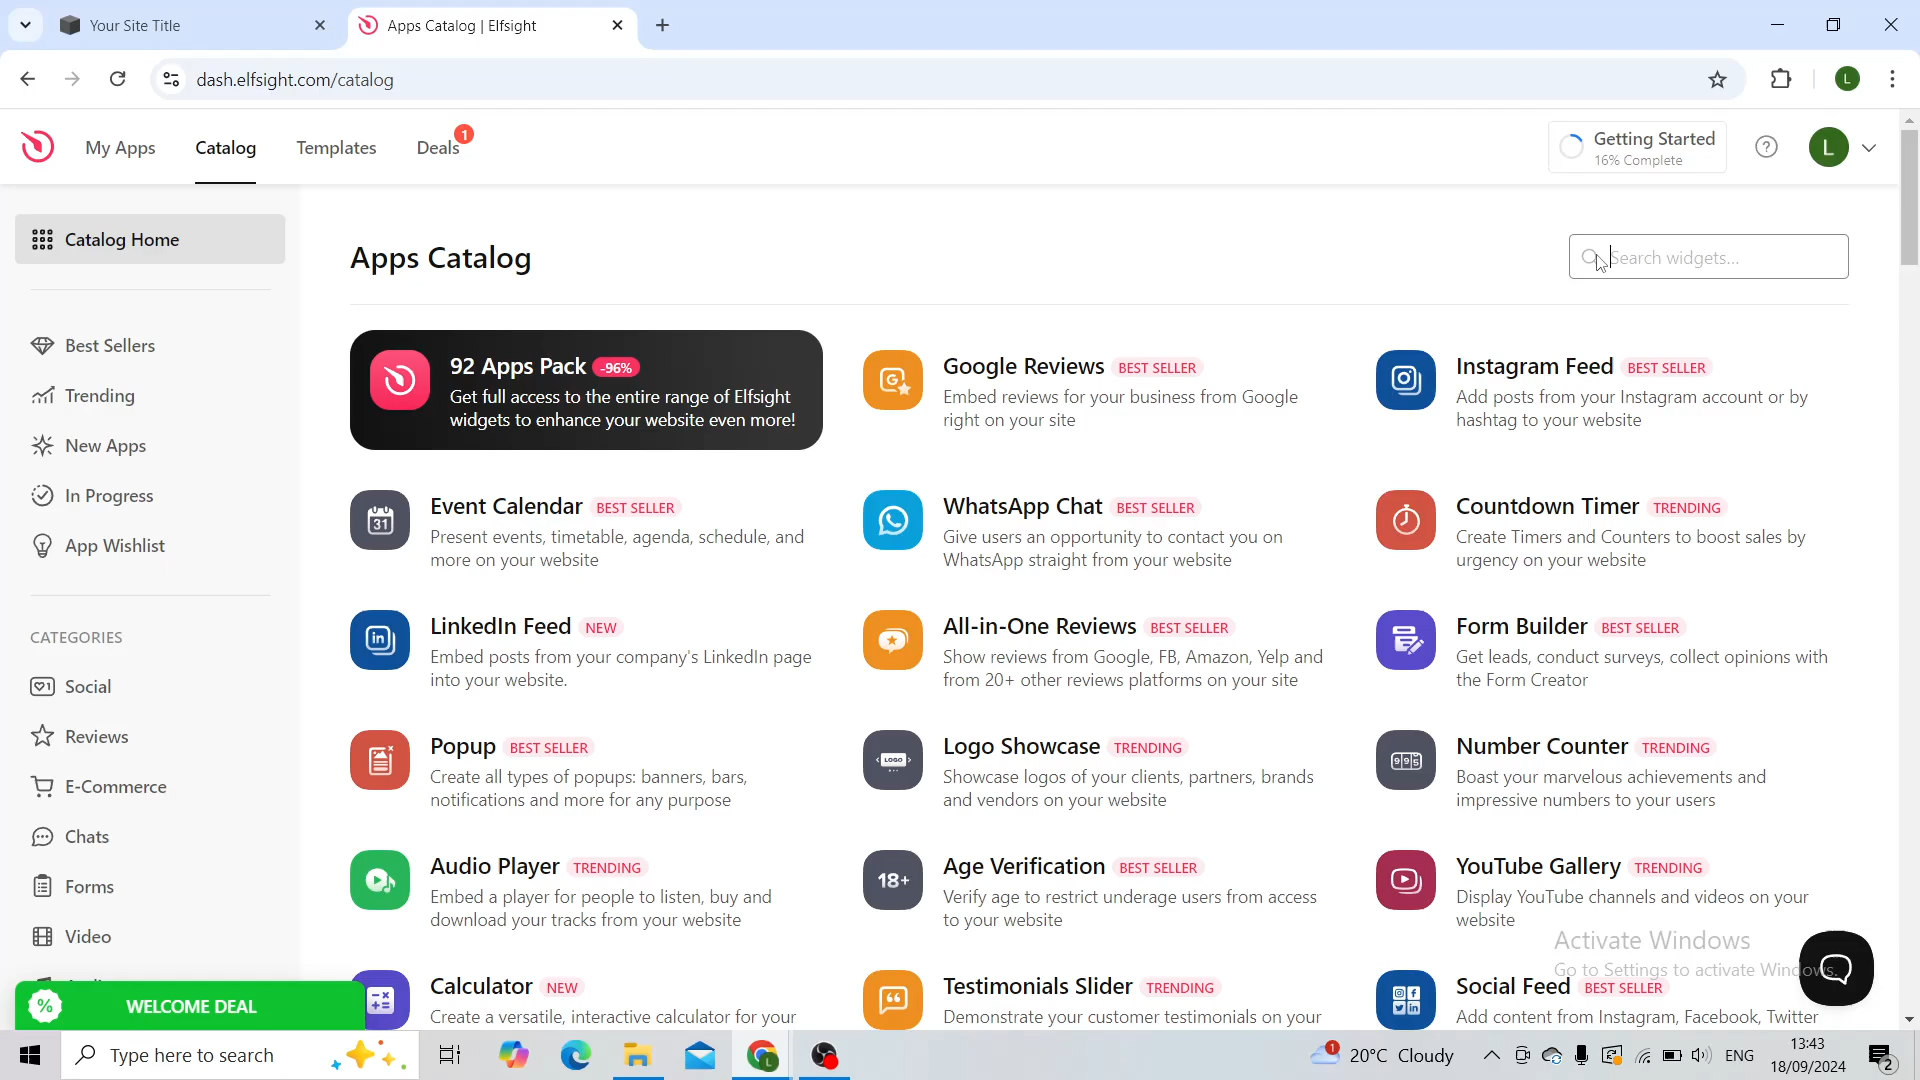 Your Site Title
Apps Catalog | Elfsight
dash.elfsight.com/catalog
L
My Apps
Catalog
Templates
Deals
1
Getting Started
16% Complete
L
Catalog Home
Best Sellers
Trending
New Apps
In Progress
App Wishlist
CATEGORIES
Social
Reviews
E-Commerce
Chats
Forms
Video
WELCOME DEAL
Apps Catalog
Search widgets...
92 Apps Pack -96%
Get full access to the entire range of Elfsight
widgets to enhance your website even more!
Google Reviews BEST SELLER
Embed reviews for your business from Google
right on your site
Instagram Feed BEST SELLER
Add posts from your Instagram account or by
hashtag to your website
31
Event Calendar BEST SELLER
Present events, timetable, agenda, schedule, and
more on your website
WhatsApp Chat BEST SELLER
Give users an opportunity to contact you on
WhatsApp straight from your website
Countdown Timer TRENDING
Create Timers and Counters to boost sales by
urgency on your website
in
LinkedIn Feed NEW
Embed posts from your company's LinkedIn page
into your website.
All-in-One Reviews BEST SELLER
Show reviews from Google, FB, Amazon, Yelp and
from 20+ other reviews platforms on your site
Form Builder BEST SELLER
Get leads, conduct surveys, collect opinions with
the Form Creator
Popup BEST SELLER
Create all types of popups: banners, bars,
notifications and more for any purpose
LOGO
Logo Showcase TRENDING
Showcase logos of your clients, partners, brands
and vendors on your website
995
Number Counter TRENDING
Boast your marvelous achievements and
impressive numbers to your users
Audio Player TRENDING
Embed a player for people to listen, buy and
download your tracks from your website
18+
Age Verification BEST SELLER
Verify age to restrict underage users from access
to your website
YouTube Gallery TRENDING
Display YouTube channels and videos on your
website
Calculator NEW
Create a versatile, interactive calculator for your
Testimonials Slider TRENDING
Demonstrate your customer testimonials on your
Social Feed BEST SELLER
Add content from Instagram, Facebook, Twitter
Activate Windows
Go to Settings to activate Windows.
Type here to search
1
20°C Cloudy
ENG
13:43
18/09/2024
2